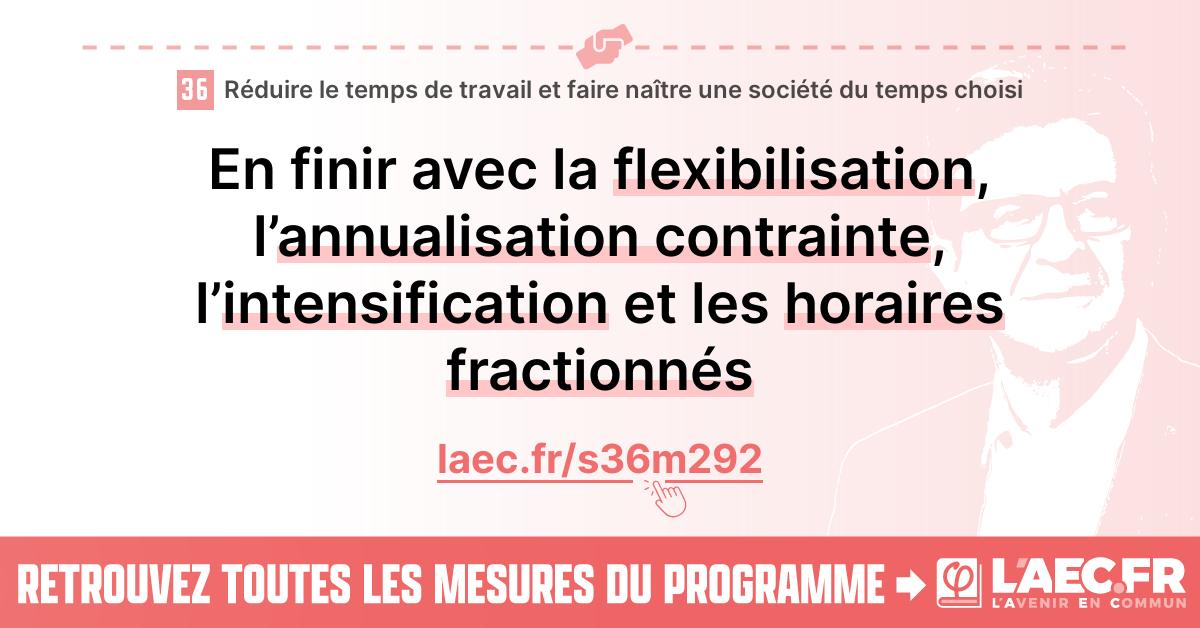 36 Réduire le temps de travail et faire naître une société du temps choisi
En finir avec la flexibilisation,
l’annualisation contrainte,
l’intensification et les horaires
fractionnés
laec.fr/s36m292
RETROUVEZ TOUTES LES MESURES DU PROGRAMME φ L'AEC.FR
L'AVENIR EN COMMUN